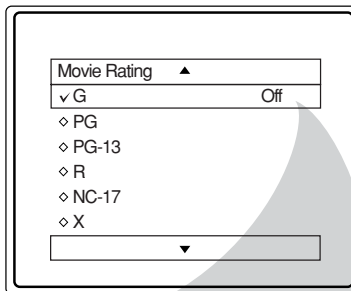 Movie Rating ▲
✓ G Off
◇ PG
◇ PG-13
◇ R
◇ NC-17
◇ X
▼